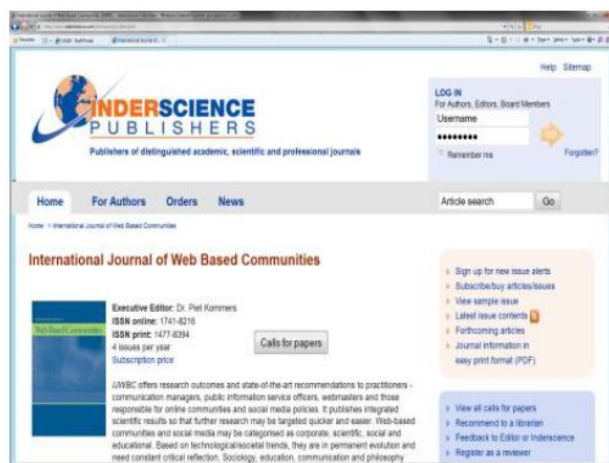 Help Sitemap
INDERSCIENCE
PUBLISHERS
Publishers of distinguished academic, scientific and professional journals
LOG IN
For Authors, Editors, Board Members
Username
••••••••
GO
Remember me
Forgotten?
Home For Authors Orders News
Article search Go
Home > International Journal of Web Based Communities
International Journal of Web Based Communities
Web Based Communities
Executive Editor: Dr. Piet Kommers
ISSN online: 1741-8216
ISSN print: 1477-8394
4 issues per year
Subscription price
Calls for papers
IJWBC offers research outcomes and state-of-the-art recommendations to practitioners -
communication managers, public information service officers, webmasters and those
responsible for online communities and social media policies. It publishes integrated
scientific results so that further research may be targeted quicker and easier. Web-based
communities and social media may be categorised as corporate, scientific, social and
educational. Based on technological/societal trends, they are in permanent evolution and
need constant critical reflection. Sociology, education, communication and philosophy
Sign up for new issue alerts
Subscribe/buy articles/issues
View sample issue
Latest issue contents
Forthcoming articles
Journal information in
easy print format (PDF)
View all calls for papers
Recommend to a librarian
Feedback to Editor or Inderscience
Register as a reviewer